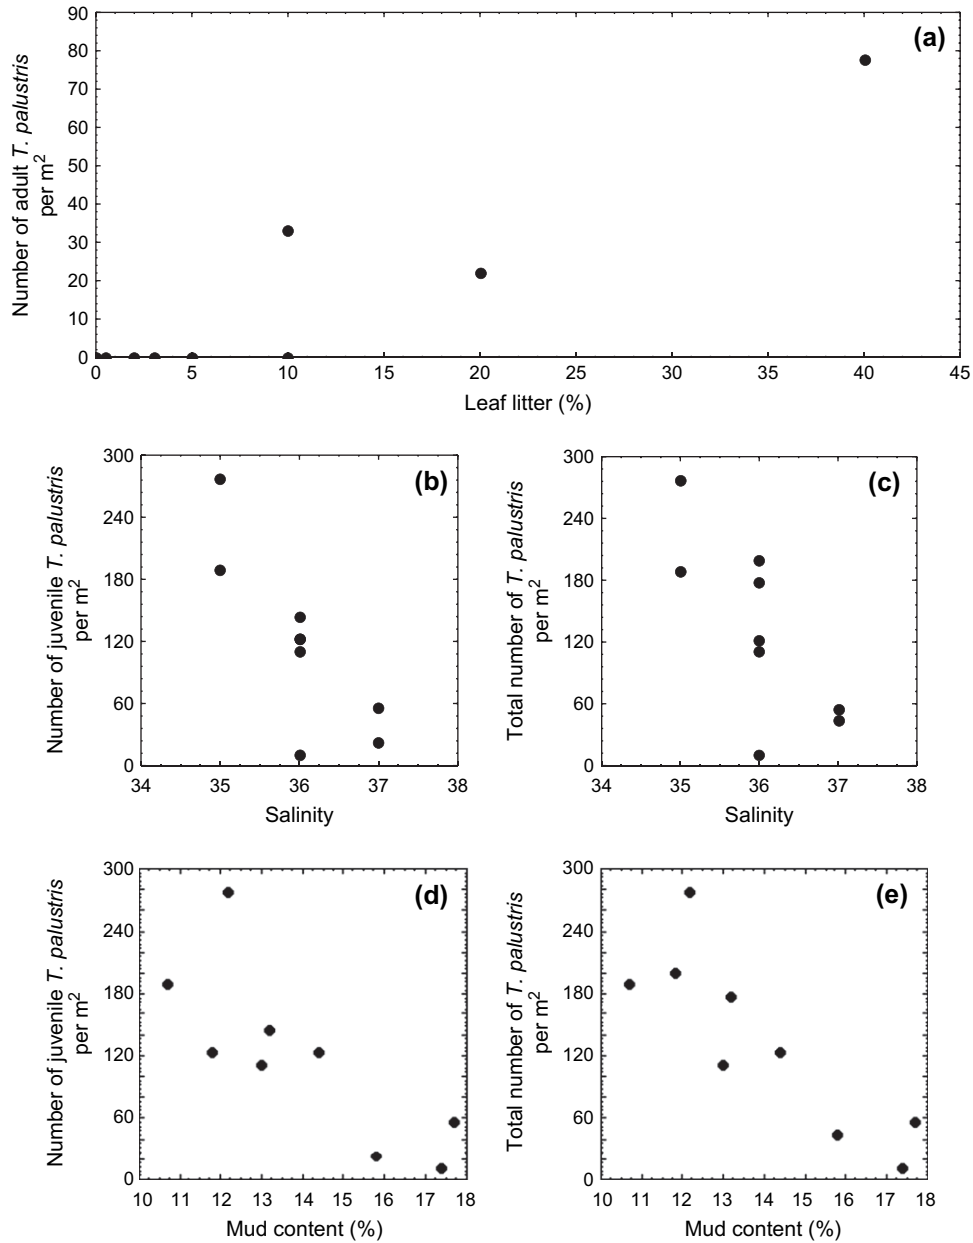 (a)
Number of adult T. palustris
per m2
90
80
70
60
50
40
30
20
10
0
0 5 10 15 20 25 30 35 40 45
Leaf litter (%)
(b)
Number of juvenile T. palustris
per m2
300
240
180
120
60
0
34 35 36 37 38
Salinity
(c)
Total number of T. palustris
per m2
300
240
180
120
60
0
34 35 36 37 38
Salinity
(d)
Number of juvenile T. palustris
per m2
300
240
180
120
60
0
10 11 12 13 14 15 16 17 18
Mud content (%)
(e)
Total number of T. palustris
per m2
300
240
180
120
60
0
10 11 12 13 14 15 16 17 18
Mud content (%)